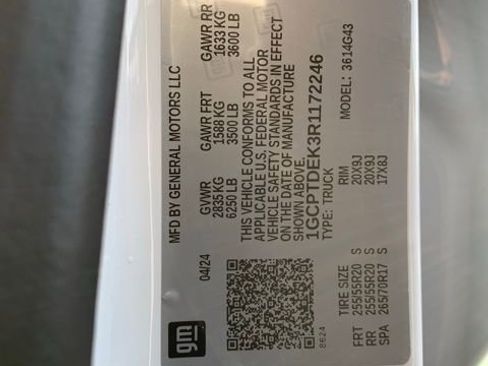 gm
MFD BY GENERAL MOTORS LLC
04/24
GVWR GAWR FRT GAWR RR
2835 KG 1588 KG 1633 KG
6250 LB 3500 LB 3600 LB
THIS VEHICLE CONFORMS TO ALL
APPLICABLE U.S. FEDERAL MOTOR
VEHICLE SAFETY STANDARDS IN EFFECT
ON THE DATE OF MANUFACTURE
SHOWN ABOVE.
1GCPTDEK3R1172246
TYPE: TRUCK
8624
MODEL: 3614G43
TIRE SIZE RIM
FRT 255/55R20 S 20X9J
RR 255/55R20 S 20X9J
SPA 265/70R17 S 17X8J